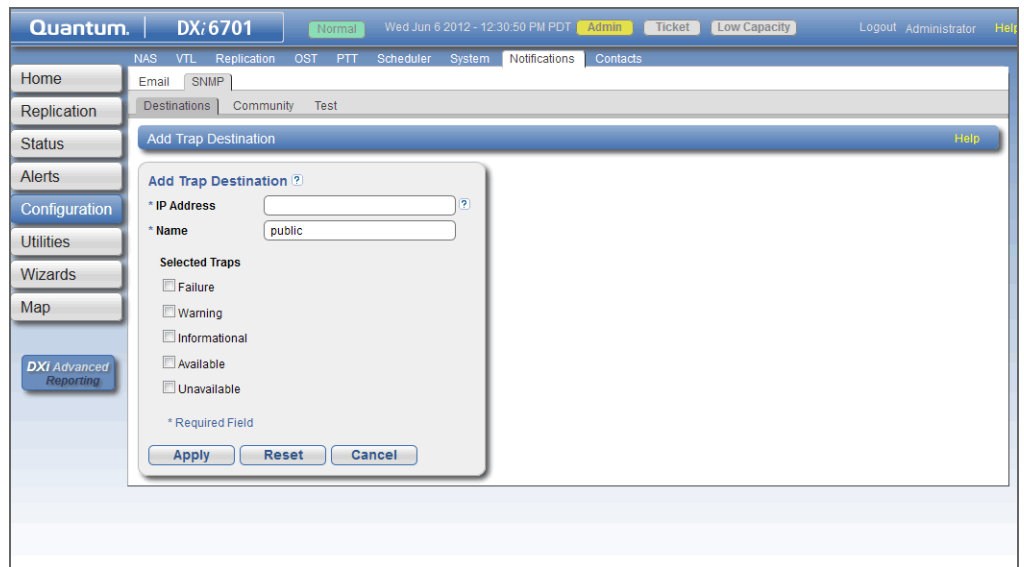 Quantum. DXi6701 Normal Wed Jun 6 2012 - 12:30:50 PM PDT Admin Ticket Low Capacity Logout Administrator Help
NAS VTL Replication OST PTT Scheduler System Notifications Contacts
Home
Email SNMP
Replication
Destinations Community Test
Status
Add Trap Destination Help
Alerts
Add Trap Destination ?
Configuration
* IP Address ?
Utilities
* Name public
Wizards
Selected Traps
Map
Failure
Warning
Informational
DXi Advanced
Reporting
Available
Unavailable
* Required Field
Apply Reset Cancel